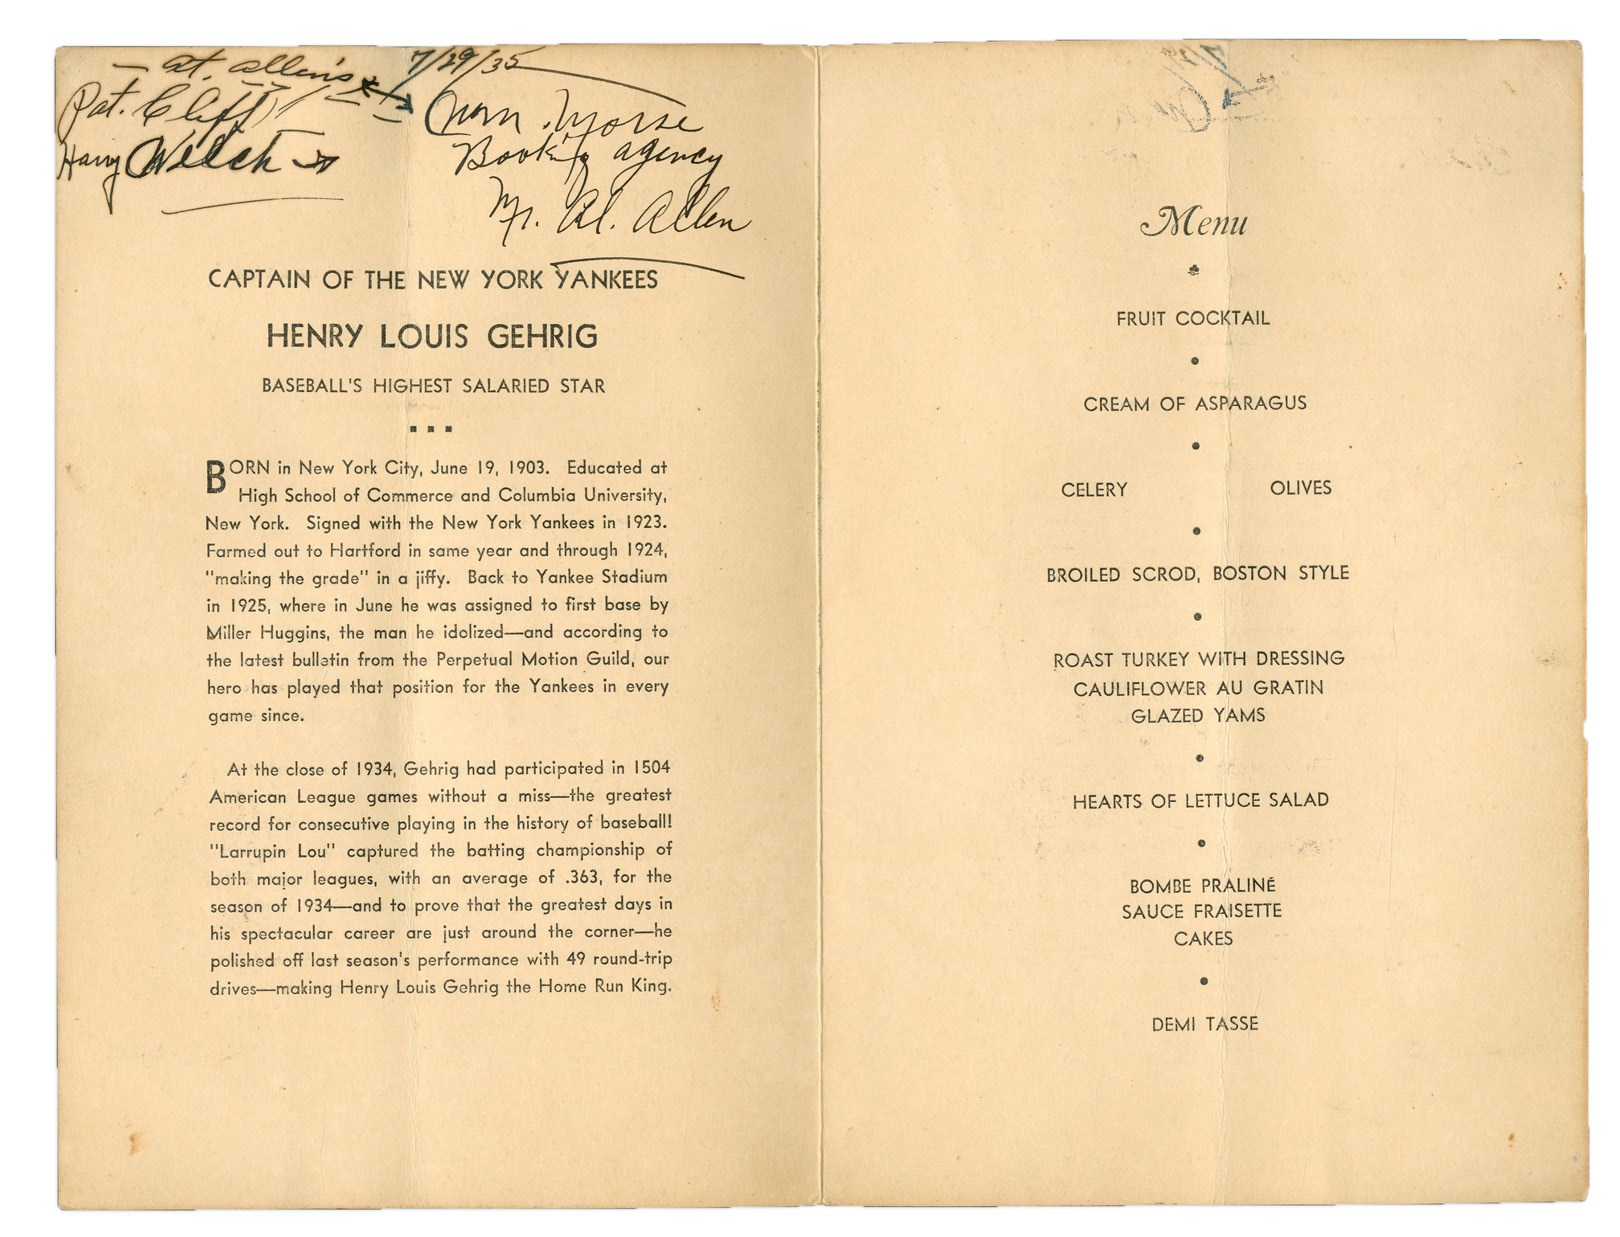 — at. Allen's
7/29/35
Pat. Cliff
Harry Welch
Morse
Booking agency
Mr. Al. Allen
CAPTAIN OF THE NEW YORK YANKEES
HENRY LOUIS GEHRIG
BASEBALL'S HIGHEST SALARIED STAR
BORN in New York City, June 19, 1903. Educated at
High School of Commerce and Columbia University,
New York. Signed with the New York Yankees in 1923.
Farmed out to Hartford in same year and through 1924,
"making the grade" in a jiffy. Back to Yankee Stadium
in 1925, where in June he was assigned to first base by
Miller Huggins, the man he idolized—and according to
the latest bulletin from the Perpetual Motion Guild, our
hero has played that position for the Yankees in every
game since.
At the close of 1934, Gehrig had participated in 1504
American League games without a miss—the greatest
record for consecutive playing in the history of baseball!
"Larrupin Lou" captured the batting championship of
both major leagues, with an average of .363, for the
season of 1934—and to prove that the greatest days in
his spectacular career are just around the corner—he
polished off last season's performance with 49 round-trip
drives—making Henry Louis Gehrig the Home Run King.
Menu
FRUIT COCKTAIL
CREAM OF ASPARAGUS
CELERY OLIVES
BROILED SCROD, BOSTON STYLE
ROAST TURKEY WITH DRESSING
CAULIFLOWER AU GRATIN
GLAZED YAMS
HEARTS OF LETTUCE SALAD
BOMBE PRALINÉ
SAUCE FRAISETTE
CAKES
DEMI TASSE